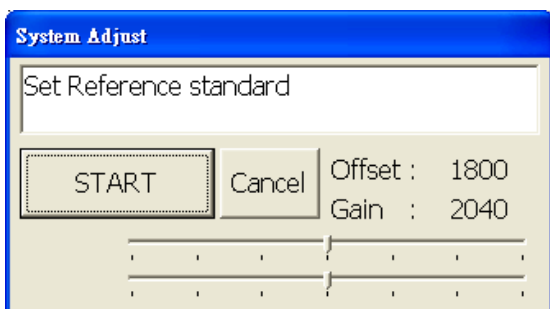 System Adjust
Set Reference standard
START
Cancel
Offset : 1800
Gain : 2040